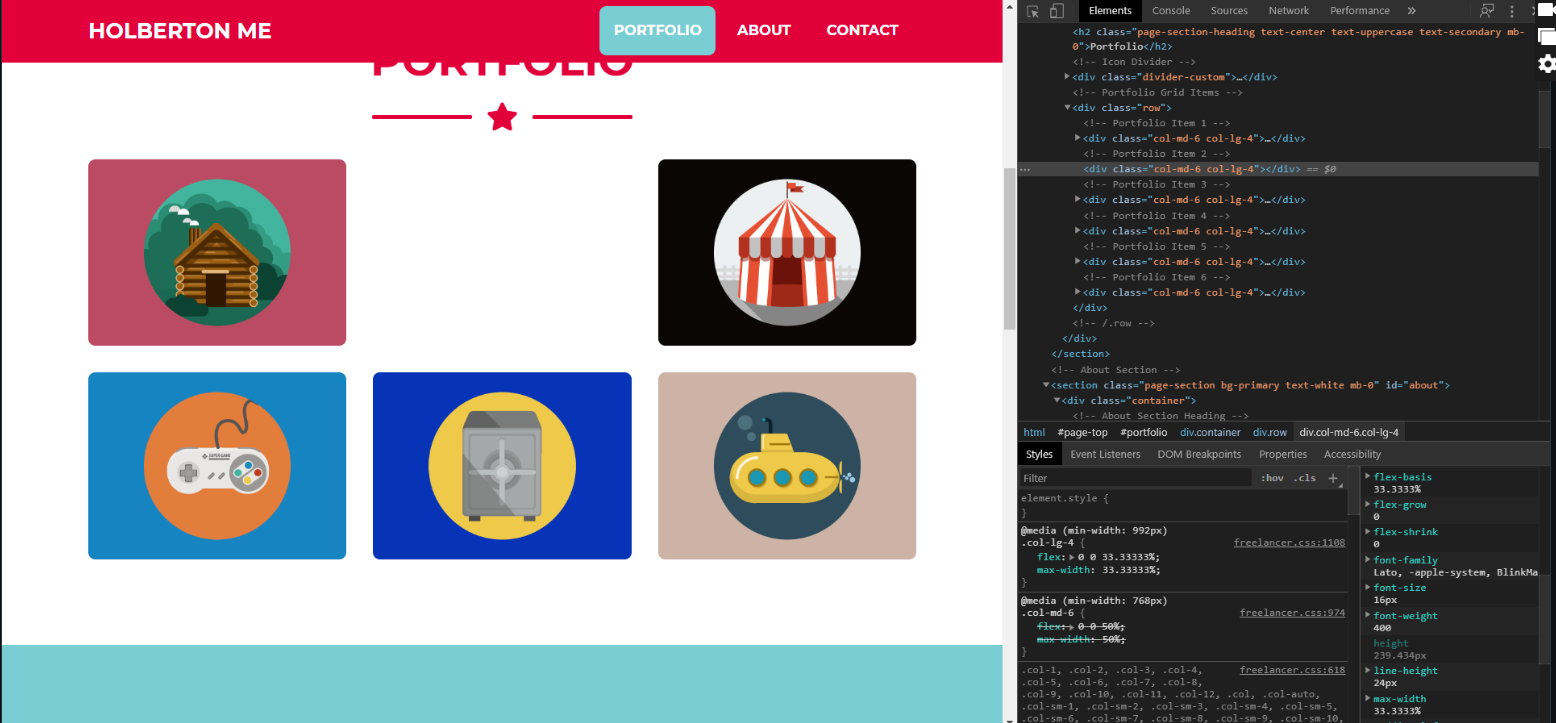 HOLBERTON ME
PORTFOLIO
ABOUT
CONTACT
PORTFOLIO
SUPER GAME
Elements
Console
Sources
Network
Performance
»
<h2 class="page-section-heading text-center text-uppercase text-secondary mb-
0">Portfolio</h2>
<!-- Icon Divider -->
<div class="divider-custom">…</div>
<!-- Portfolio Grid Items -->
<div class="row">
<!-- Portfolio Item 1 -->
<div class="col-md-6 col-lg-4">…</div>
<!-- Portfolio Item 2 -->
<div class="col-md-6 col-lg-4"></div> == $0
<!-- Portfolio Item 3 -->
<div class="col-md-6 col-lg-4">…</div>
<!-- Portfolio Item 4 -->
<div class="col-md-6 col-lg-4">…</div>
<!-- Portfolio Item 5 -->
<div class="col-md-6 col-lg-4">…</div>
<!-- Portfolio Item 6 -->
<div class="col-md-6 col-lg-4">…</div>
</div>
<!-- /.row -->
</div>
</section>
<!-- About Section -->
<section class="page-section bg-primary text-white mb-0" id="about">
<div class="container">
<!-- About Section Heading -->
html #page-top #portfolio div.container div.row div.col-md-6.col-lg-4
Styles Event Listeners DOM Breakpoints Properties Accessibility
Filter :hov .cls +
element.style {
}
@media (min-width: 992px)
.col-lg-4 { freelancer.css:1108
flex: 0 0 33.33333%;
max-width: 33.33333%;
}
@media (min-width: 768px)
.col-md-6 { freelancer.css:974
flex: 0 0 50%;
max-width: 50%;
}
.col-1, .col-2, .col-3, .col-4, freelancer.css:618
.col-5, .col-6, .col-7, .col-8,
.col-9, .col-10, .col-11, .col-12, .col, .col-auto,
.col-sm-1, .col-sm-2, .col-sm-3, .col-sm-4, .col-sm-5,
.col-sm-6, .col-sm-7, .col-sm-8, .col-sm-9, .col-sm-10,
flex-basis
33.3333%
flex-grow
0
flex-shrink
0
font-family
Lato, -apple-system, BlinkMa
font-size
16px
font-weight
400
height
239.434px
line-height
24px
max-width
33.3333%